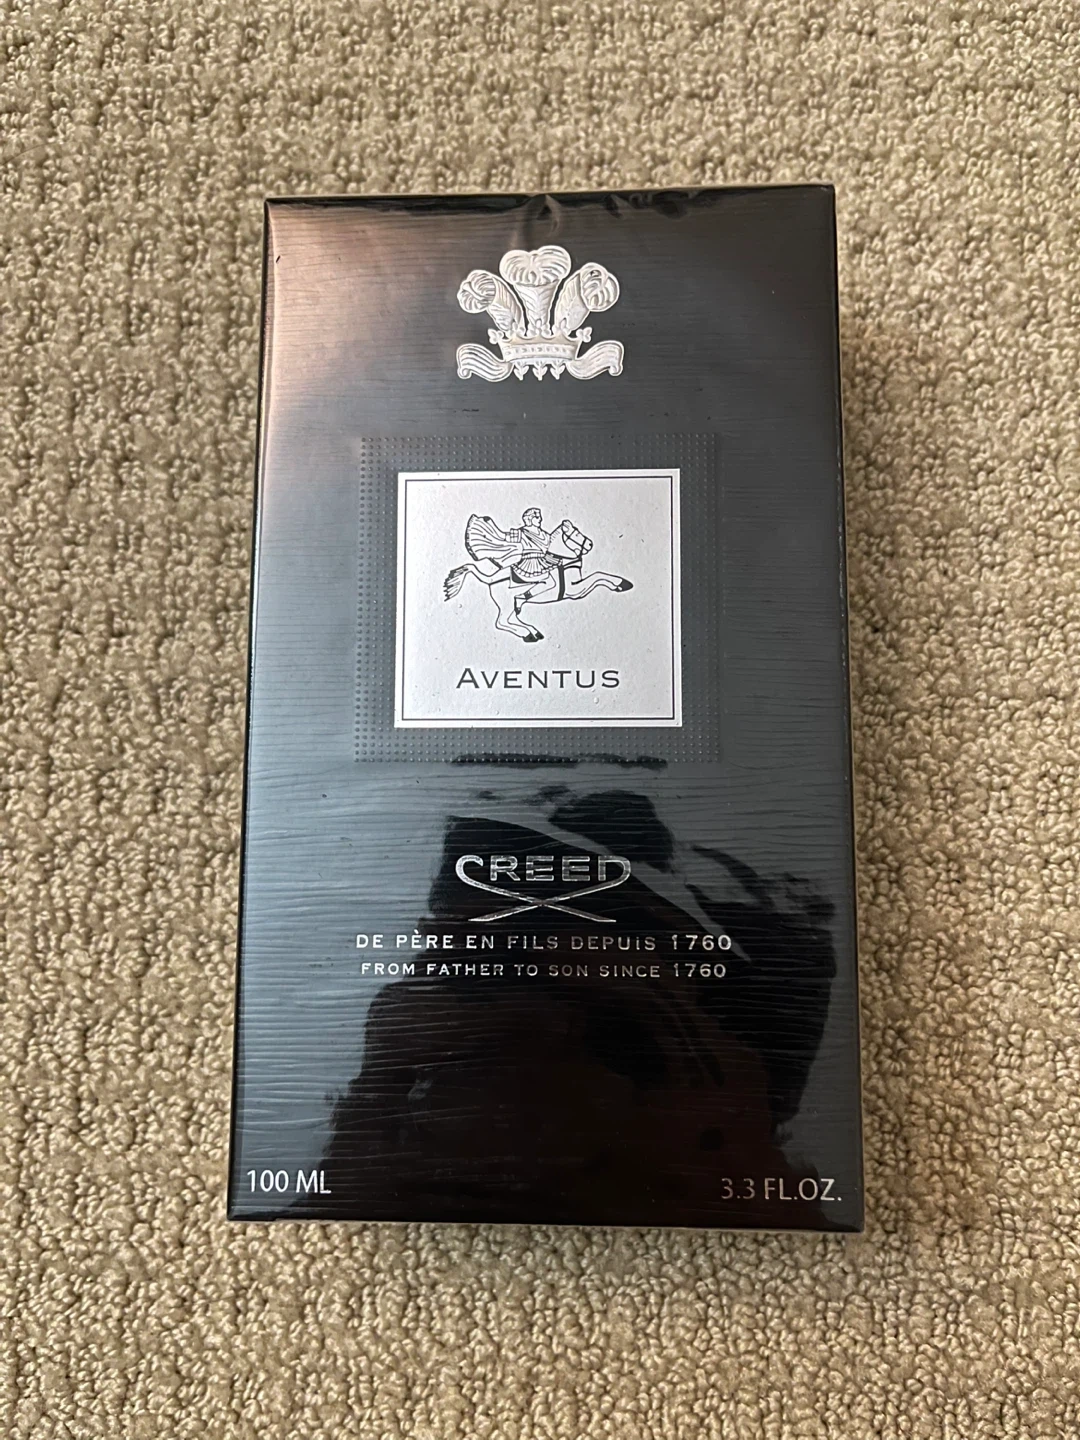 AVENTUS
CREED
DE PÈRE EN FILS DEPUIS 1760
FROM FATHER TO SON SINCE 1760
100 ML
3.3 FL.OZ.